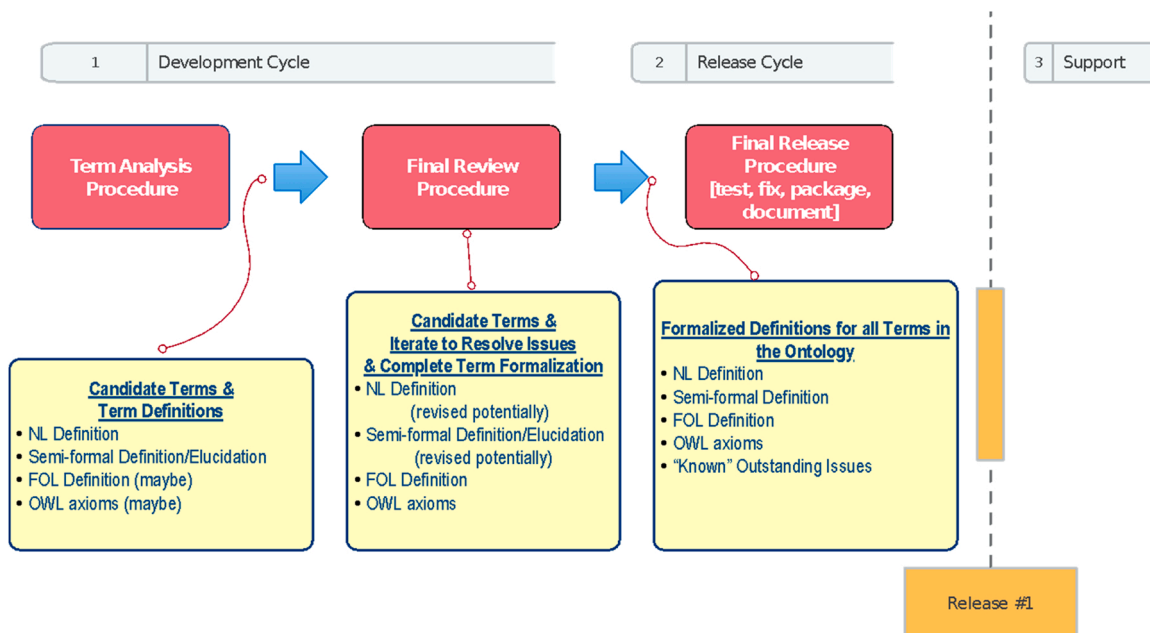 1 Development Cycle
2 Release Cycle
3 Support
Term Analysis
Procedure
Final Review
Procedure
Final Release
Procedure
[test, fix, package,
document]
Candidate Terms &
Term Definitions
• NL Definition
• Semi-formal Definition/Elucidation
• FOL Definition (maybe)
• OWL axioms (maybe)
Candidate Terms &
Iterate to Resolve Issues
& Complete Term Formalization
• NL Definition
(revised potentially)
• Semi-formal Definition/Elucidation
(revised potentially)
• FOL Definition
• OWL axioms
Formalized Definitions for all Terms in
the Ontology
• NL Definition
• Semi-formal Definition
• FOL Definition
• OWL axioms
• “Known” Outstanding Issues
Release #1